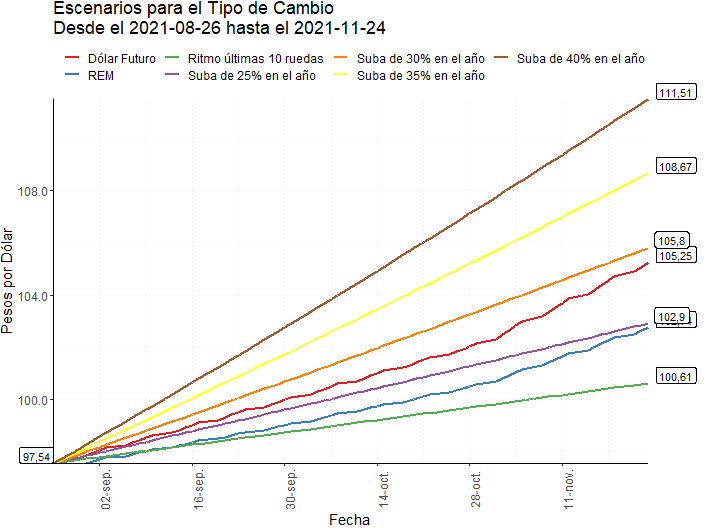 Escenarios para el Tipo de Cambio
Desde el 2021-08-26 hasta el 2021-11-24
Dólar Futuro
Ritmo últimas 10 ruedas
Suba de 30% en el año
Suba de 40% en el año
REM
Suba de 25% en el año
Suba de 35% en el año
111,51
108,67
105,8
105,25
102,9
100,61
97,54
108.0
104.0
100.0
Pesos por Dólar
02-sep.
16-sep.
30-sep.
14-oct.
28-oct.
11-nov.
Fecha